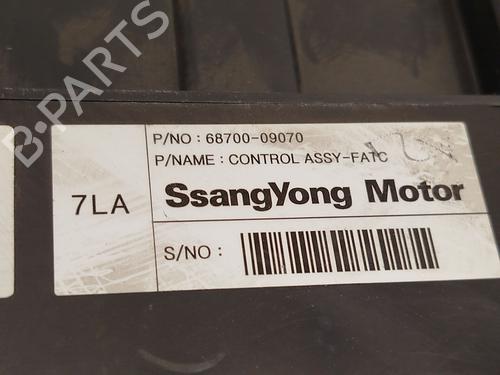 B-PARTS
P/NO : 68700-09070
P/NAME : CONTROL ASSY-FATC
7LA
SsangYong Motor
S/NO :